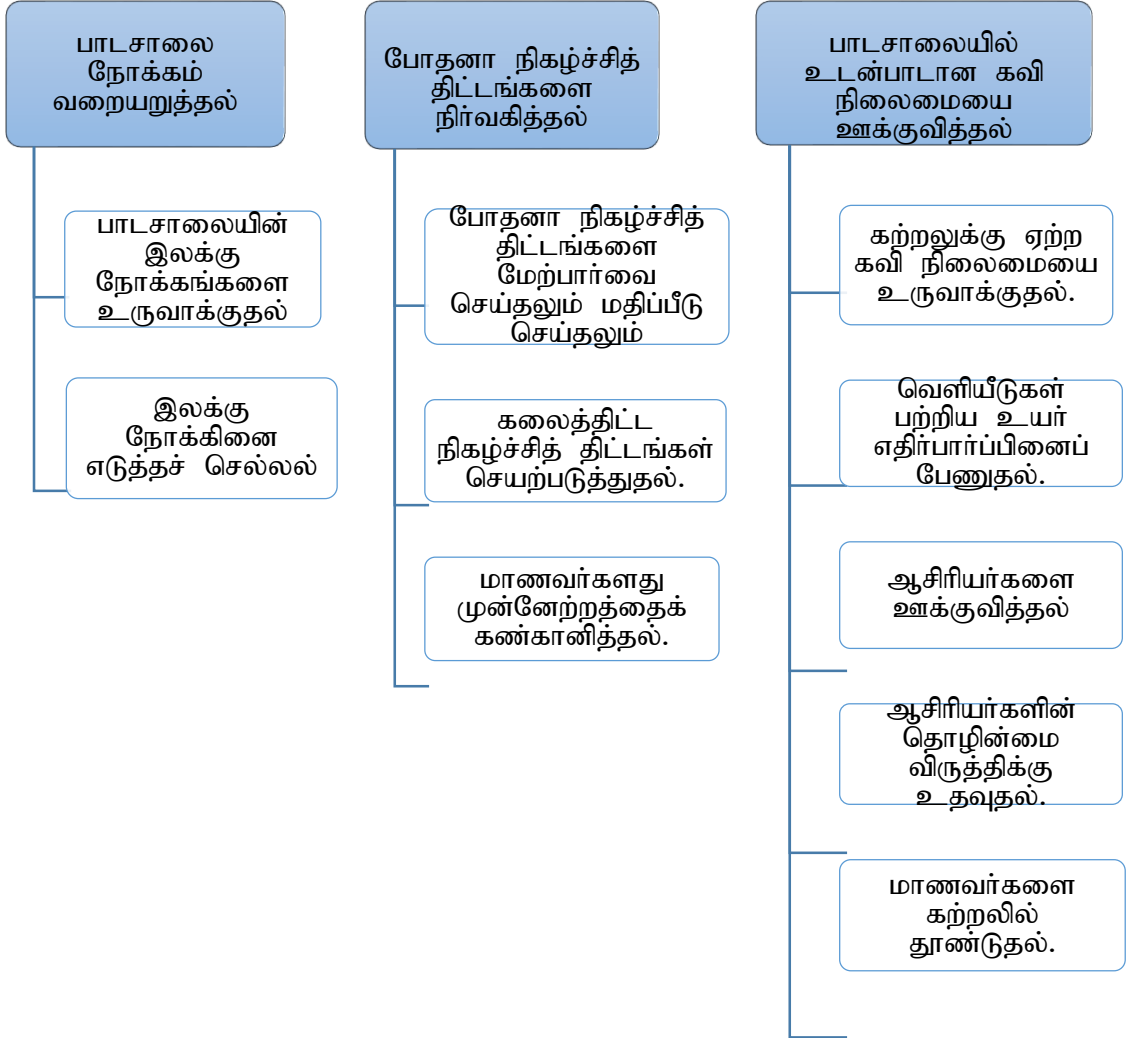 பாடசாலை
நோக்கம்
வறையறுத்தல்
பாடசாலையின்
இலக்கு
நோக்கங்களை
உருவாக்குதல்
இலக்கு
நோக்கினை
எடுத்தச் செல்லல்
போதனா நிகழ்ச்சித்
திட்டங்களை
நிர்வகித்தல்
போதனா நிகழ்ச்சித்
திட்டங்களை
மேற்பார்வை
செய்தலும் மதிப்பீடு
செய்தலும்
கலைத்திட்ட
நிகழ்ச்சித் திட்டங்கள்
செயற்படுத்துதல்.
மாணவர்களது
முன்னேற்றத்தைக்
கண்கானித்தல்.
பாடசாலையில்
உடன்பாடான கவி
நிலைமையை
ஊக்குவித்தல்
கற்றலுக்கு ஏற்ற
கவி நிலைமையை
உருவாக்குதல்.
வெளியீடுகள்
பற்றிய உயர்
எதிர்பார்ப்பினைப்
பேணுதல்.
ஆசிரியர்களை
ஊக்குவித்தல்
ஆசிரியர்களின்
தொழின்மை
விருத்திக்கு
உதவுதல்.
மாணவர்களை
கற்றலில்
தூண்டுதல்.